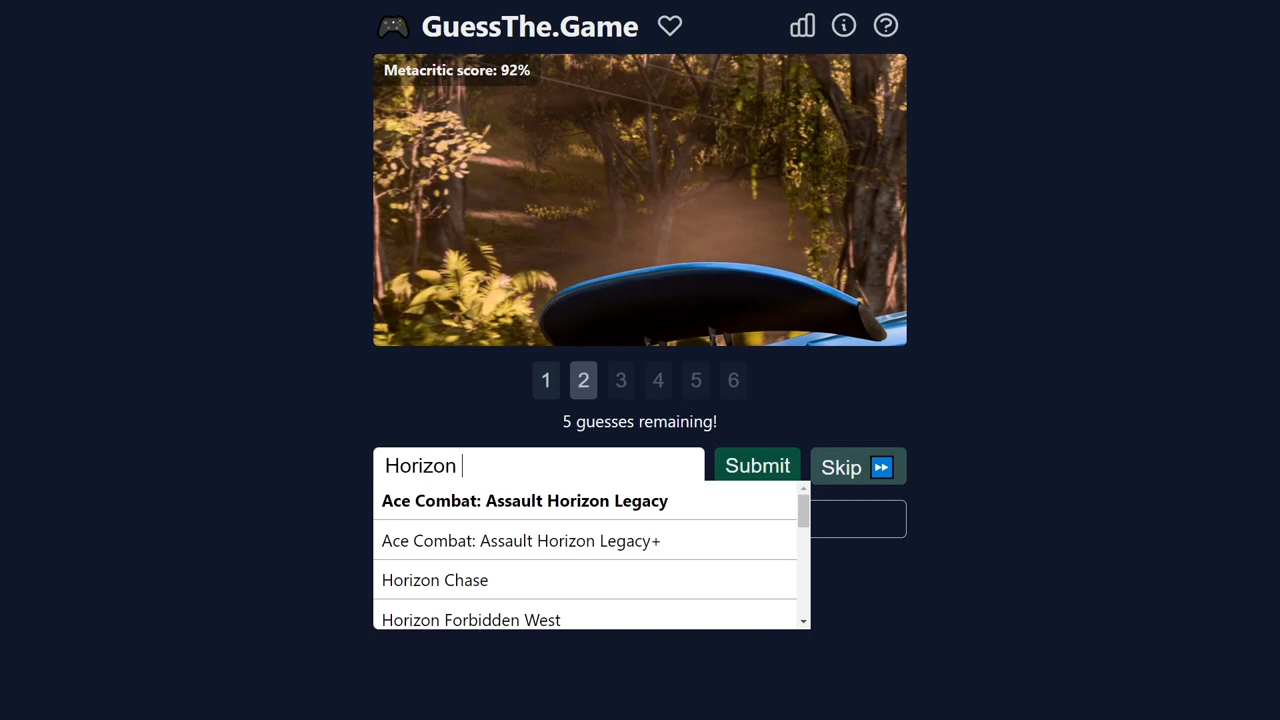 GuessThe.Game
Metacritic score: 92%
1 2 3 4 5 6
5 guesses remaining!
Horizon
Submit
Skip
Ace Combat: Assault Horizon Legacy
Ace Combat: Assault Horizon Legacy+
Horizon Chase
Horizon Forbidden West